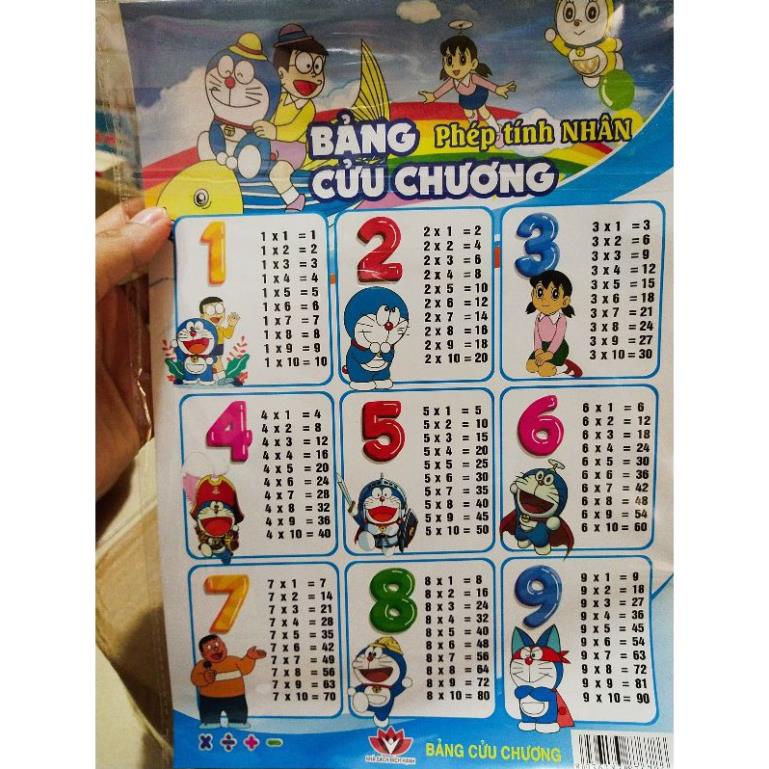 BẢNG Phép tính NHÂN
CỬU CHƯƠNG
1
1 x 1 = 1
1 x 2 = 2
1 x 3 = 3
1 x 4 = 4
1 x 5 = 5
1 x 6 = 6
1 x 7 = 7
1 x 8 = 8
1 x 9 = 9
1 x 10 = 10
2
2 x 1 = 2
2 x 2 = 4
2 x 3 = 6
2 x 4 = 8
2 x 5 = 10
2 x 6 = 12
2 x 7 = 14
2 x 8 = 16
2 x 9 = 18
2 x 10 = 20
3
3 x 1 = 3
3 x 2 = 6
3 x 3 = 9
3 x 4 = 12
3 x 5 = 15
3 x 6 = 18
3 x 7 = 21
3 x 8 = 24
3 x 9 = 27
3 x 10 = 30
4
4 x 1 = 4
4 x 2 = 8
4 x 3 = 12
4 x 4 = 16
4 x 5 = 20
4 x 6 = 24
4 x 7 = 28
4 x 8 = 32
4 x 9 = 36
4 x 10 = 40
5
5 x 1 = 5
5 x 2 = 10
5 x 3 = 15
5 x 4 = 20
5 x 5 = 25
5 x 6 = 30
5 x 7 = 35
5 x 8 = 40
5 x 9 = 45
5 x 10 = 50
6
6 x 1 = 6
6 x 2 = 12
6 x 3 = 18
6 x 4 = 24
6 x 5 = 30
6 x 6 = 36
6 x 7 = 42
6 x 8 = 48
6 x 9 = 54
6 x 10 = 60
7
7 x 1 = 7
7 x 2 = 14
7 x 3 = 21
7 x 4 = 28
7 x 5 = 35
7 x 6 = 42
7 x 7 = 49
7 x 8 = 56
7 x 9 = 63
7 x 10 = 70
8
8 x 1 = 8
8 x 2 = 16
8 x 3 = 24
8 x 4 = 32
8 x 5 = 40
8 x 6 = 48
8 x 7 = 56
8 x 8 = 64
8 x 9 = 72
8 x 10 = 80
9
9 x 1 = 9
9 x 2 = 18
9 x 3 = 27
9 x 4 = 36
9 x 5 = 45
9 x 6 = 54
9 x 7 = 63
9 x 8 = 72
9 x 9 = 81
9 x 10 = 90
x ÷ + -
NHÀ SÁCH BÍCH HẠNH
BẢNG CỬU CHƯƠNG